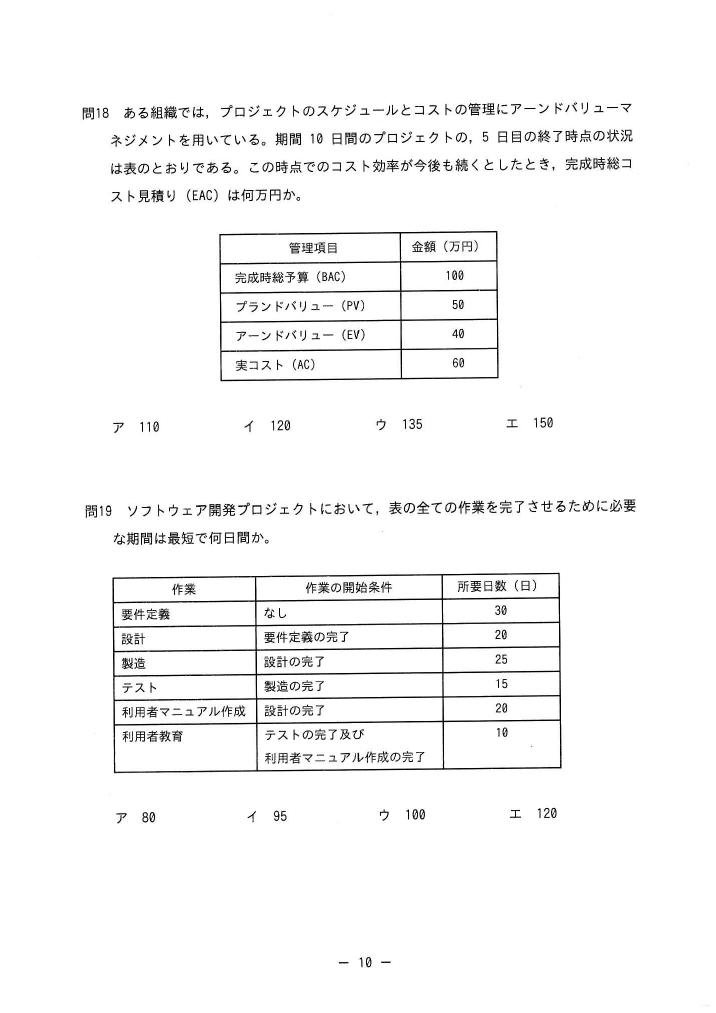 問18 ある組織では，プロジェクトのスケジュールとコストの管理にアーンドバリューマ
ネジメントを用いている。期間 10 日間のプロジェクトの，5 日目の終了時点の状況
は表のとおりである。この時点でのコスト効率が今後も続くとしたとき，完成時総コ
スト見積り（EAC）は何万円か。
管理項目 金額（万円）
完成時総予算（BAC） 100
プランドバリュー（PV） 50
アーンドバリュー（EV） 40
実コスト（AC） 60
ア 110 イ 120 ウ 135 エ 150
問19 ソフトウェア開発プロジェクトにおいて，表の全ての作業を完了させるために必要
な期間は最短で何日間か。
作業 作業の開始条件 所要日数（日）
要件定義 なし 30
設計 要件定義の完了 20
製造 設計の完了 25
テスト 製造の完了 15
利用者マニュアル作成 設計の完了 20
利用者教育 テストの完了及び 10
利用者マニュアル作成の完了
ア 80 イ 95 ウ 100 エ 120
― 10 ―